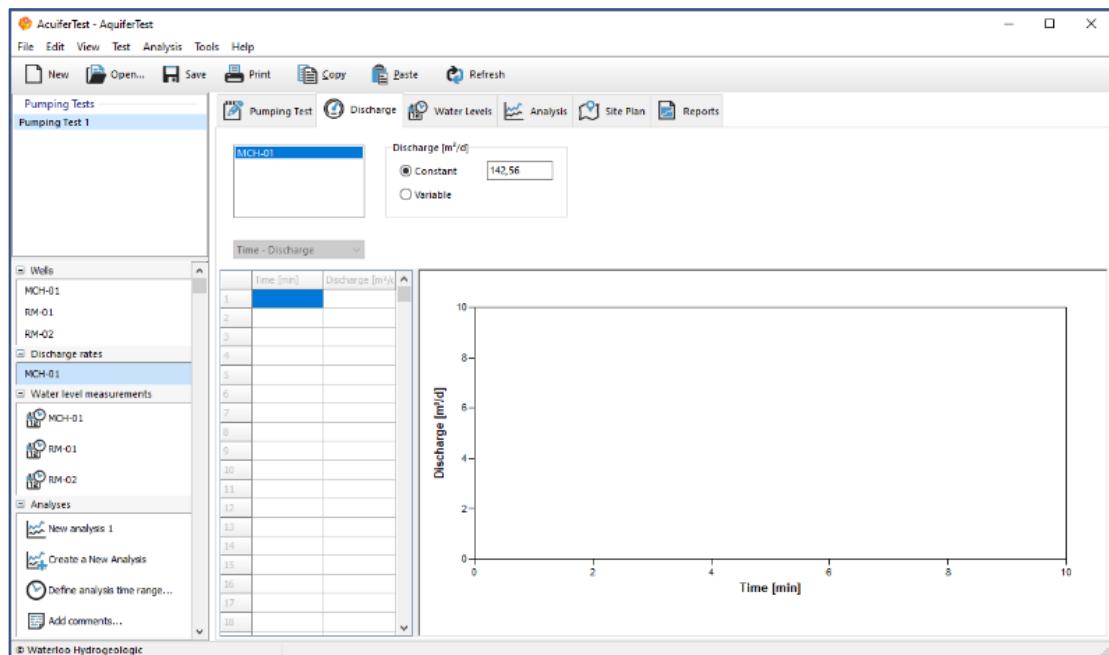 AcuiferTest - AquiferTest
File Edit View Test Analysis Tools Help
New Open... Save Print Copy Paste Refresh
Pumping Tests
Pumping Test 1
Pumping Test Discharge Water Levels Analysis Site Plan Reports
MCH-01
Discharge [m³/d]
Constant 142,56
Variable
Time - Discharge
Wells
MCH-01
RM-01
RM-02
Discharge rates
MCH-01
Water level measurements
MCH-01
RM-01
RM-02
Analyses
New analysis 1
Create a New Analysis
Define analysis time range...
Add comments...
Time [min] Discharge [m³/c
1
2
3
4
5
6
7
8
9
10
11
12
13
14
15
16
17
18
Discharge [m³/d]
10
8
6
4
2
0
0 2 4 6 8 10
Time [min]
© Waterloo Hydrogeologic